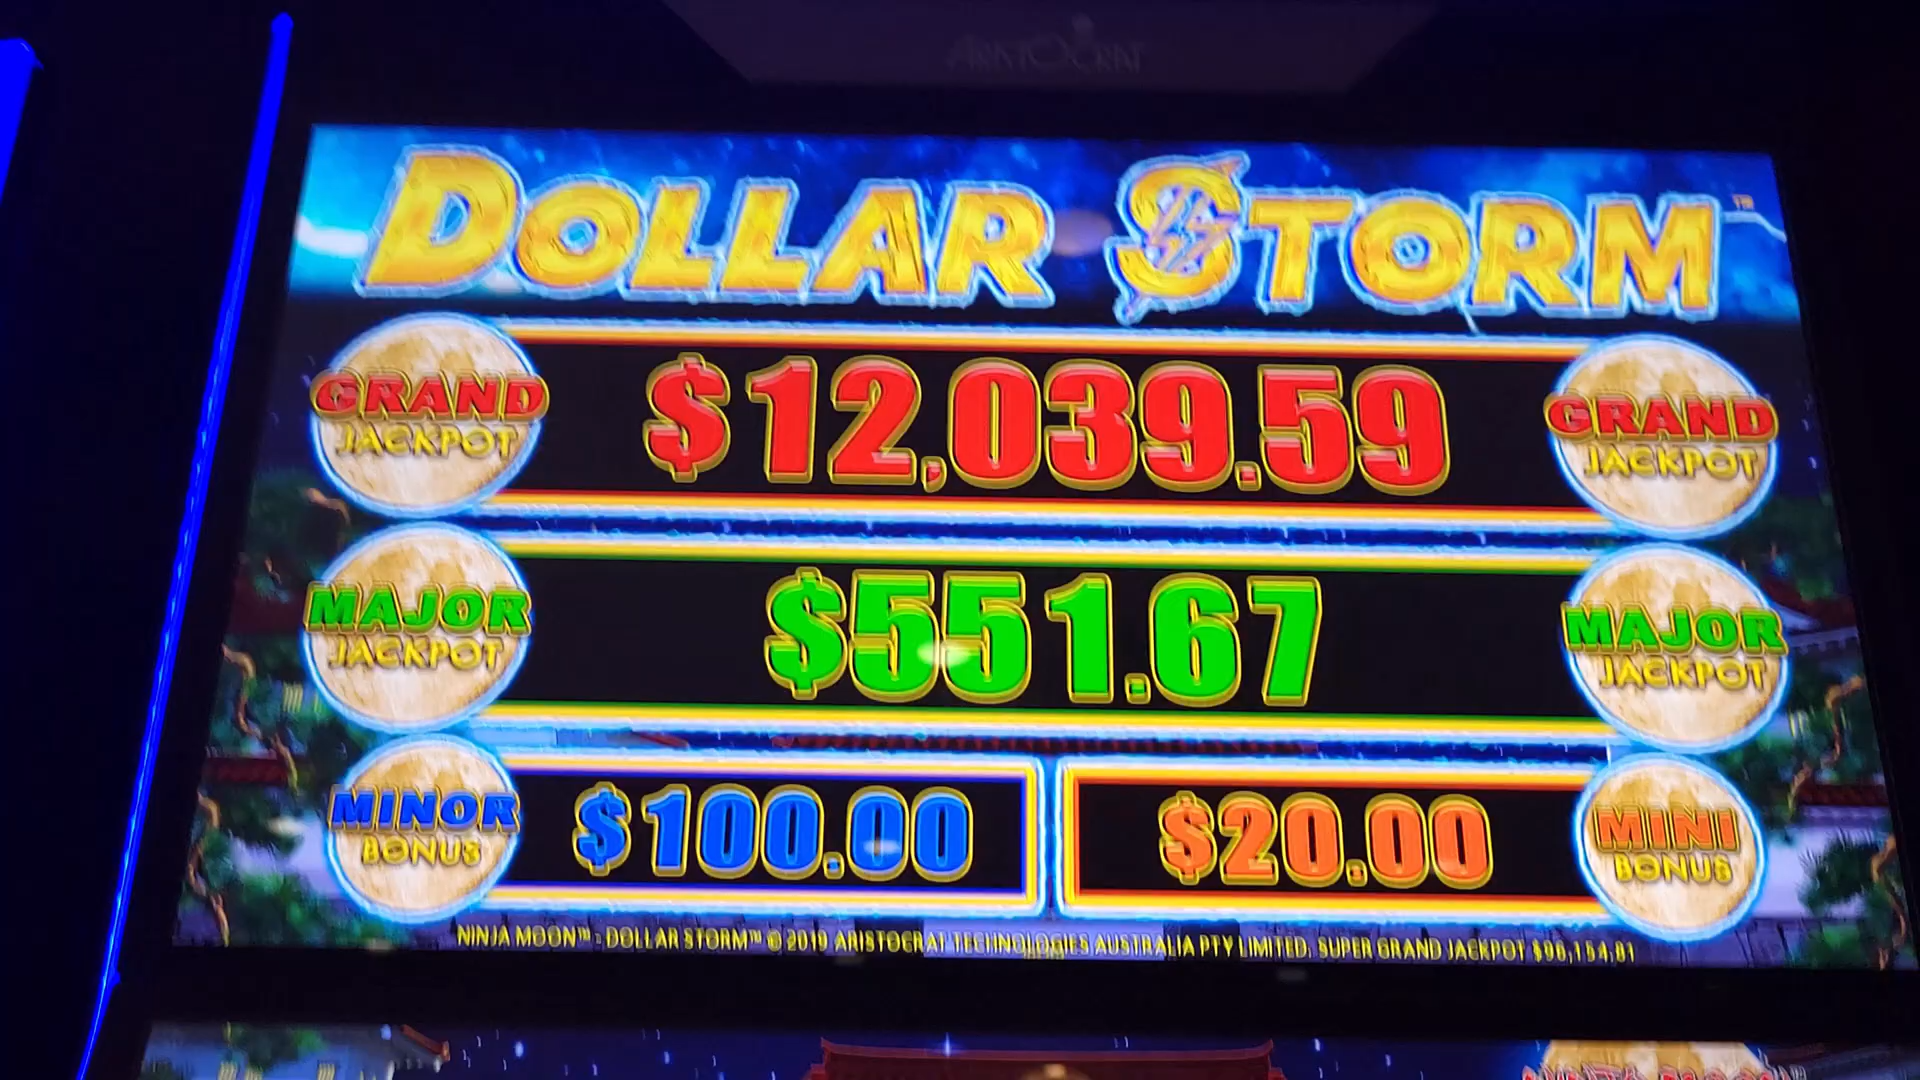 ARISTOCRAT
DOLLAR STORM™
GRAND JACKPOT
$12,039.59
GRAND JACKPOT
MAJOR JACKPOT
$551.67
MAJOR JACKPOT
MINOR BONUS
$100.00
$20.00
MINI BONUS
NINJA MOON™ - DOLLAR STORM™ © 2019 ARISTOCRAT TECHNOLOGIES AUSTRALIA PTY LIMITED. SUPER GRAND JACKPOT $96,154.81